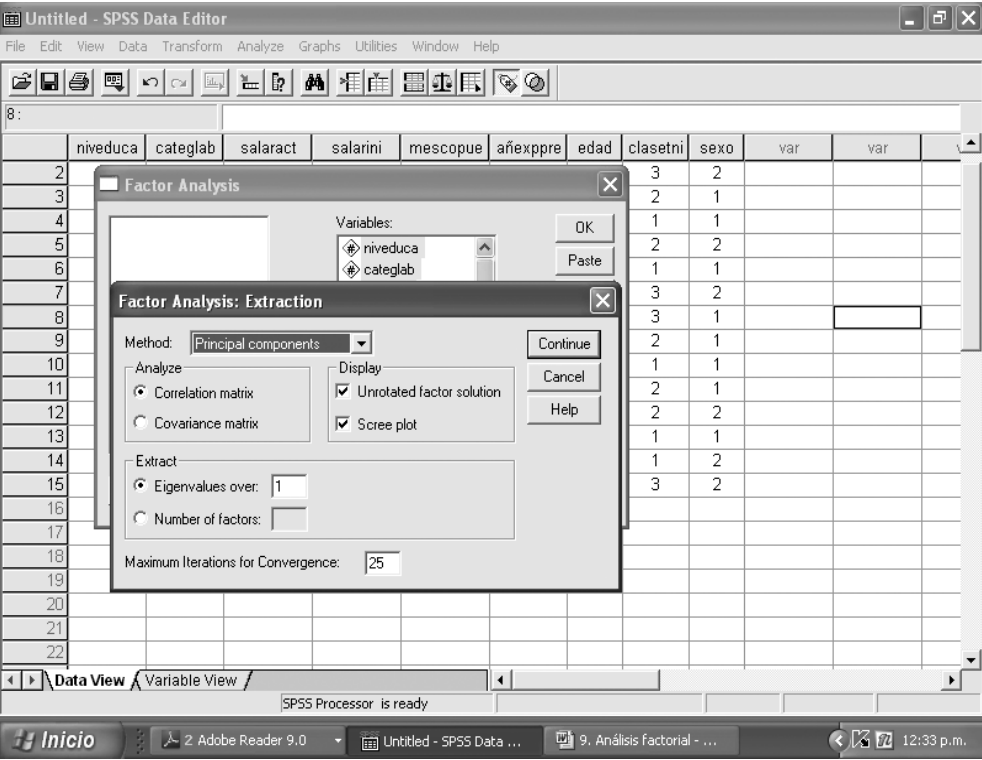 Untitled - SPSS Data Editor
File Edit View Data Transform Analyze Graphs Utilities Window Help
8 :
niveduca categlab salaract salarini mescopue añexppre edad clasetni sexo var var
2 3 2
3 2 1
4 1 1
5 2 2
6 1 1
7 3 2
8 3 1
9 2 1
10 1 1
11 2 1
12 2 2
13 1 1
14 1 2
15 3 2
16
17
18
19
20
21
22
Factor Analysis
Variables:
niveduca
categlab
OK
Paste
Factor Analysis: Extraction
Method: Principal components
Continue
Cancel
Help
Analyze
Correlation matrix
Covariance matrix
Display
Unrotated factor solution
Scree plot
Extract
Eigenvalues over: 1
Number of factors:
Maximum Iterations for Convergence: 25
Data View Variable View
SPSS Processor is ready
Inicio 2 Adobe Reader 9.0 Untitled - SPSS Data ... 9. Análisis factorial - ... 12:33 p.m.